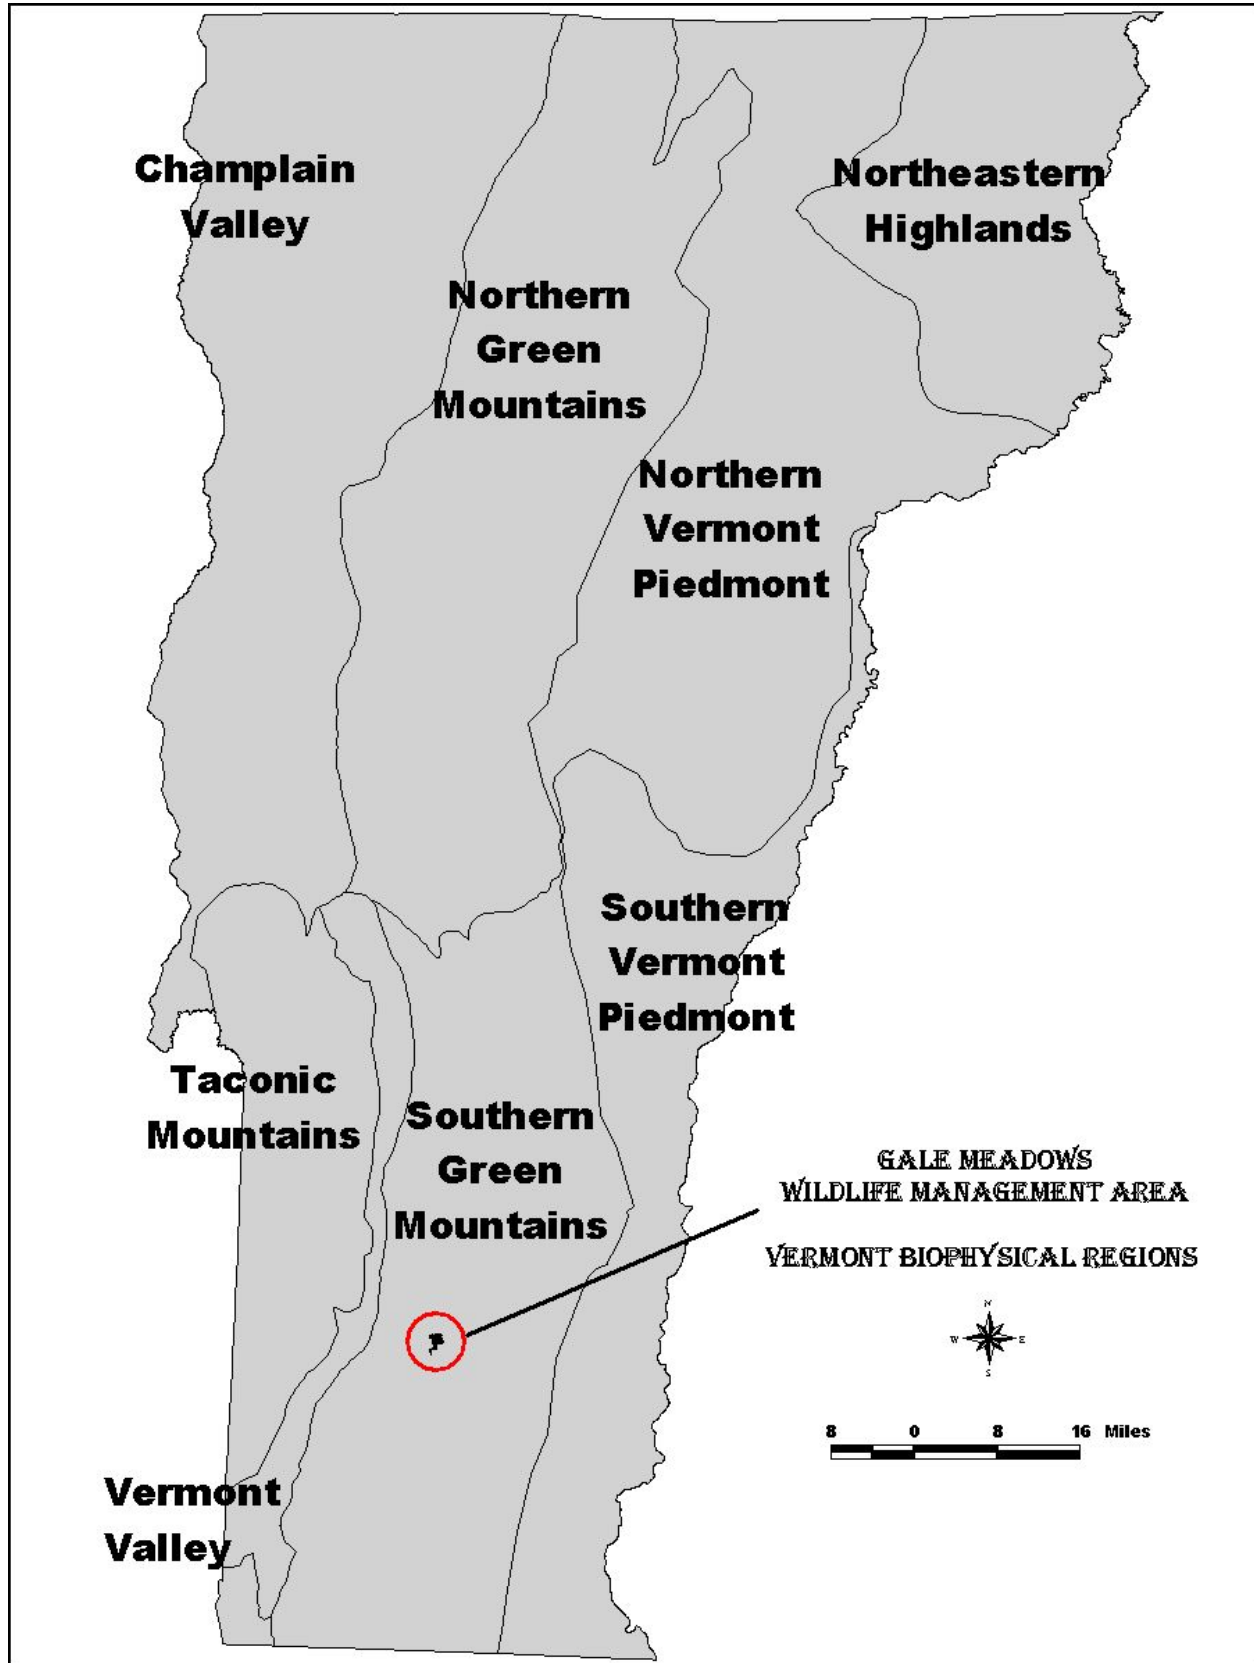 Champlain
Valley
Northeastern
Highlands
Northern
Green
Mountains
Northern
Vermont
Piedmont
Southern
Vermont
Piedmont
Taconic
Mountains
Southern
Green
Mountains
GALE MEADOWS
WILDLIFE MANAGEMENT AREA
VERMONT BIOPHYSICAL REGIONS
N
W E
S
8 0 8 16 Miles
Vermont
Valley